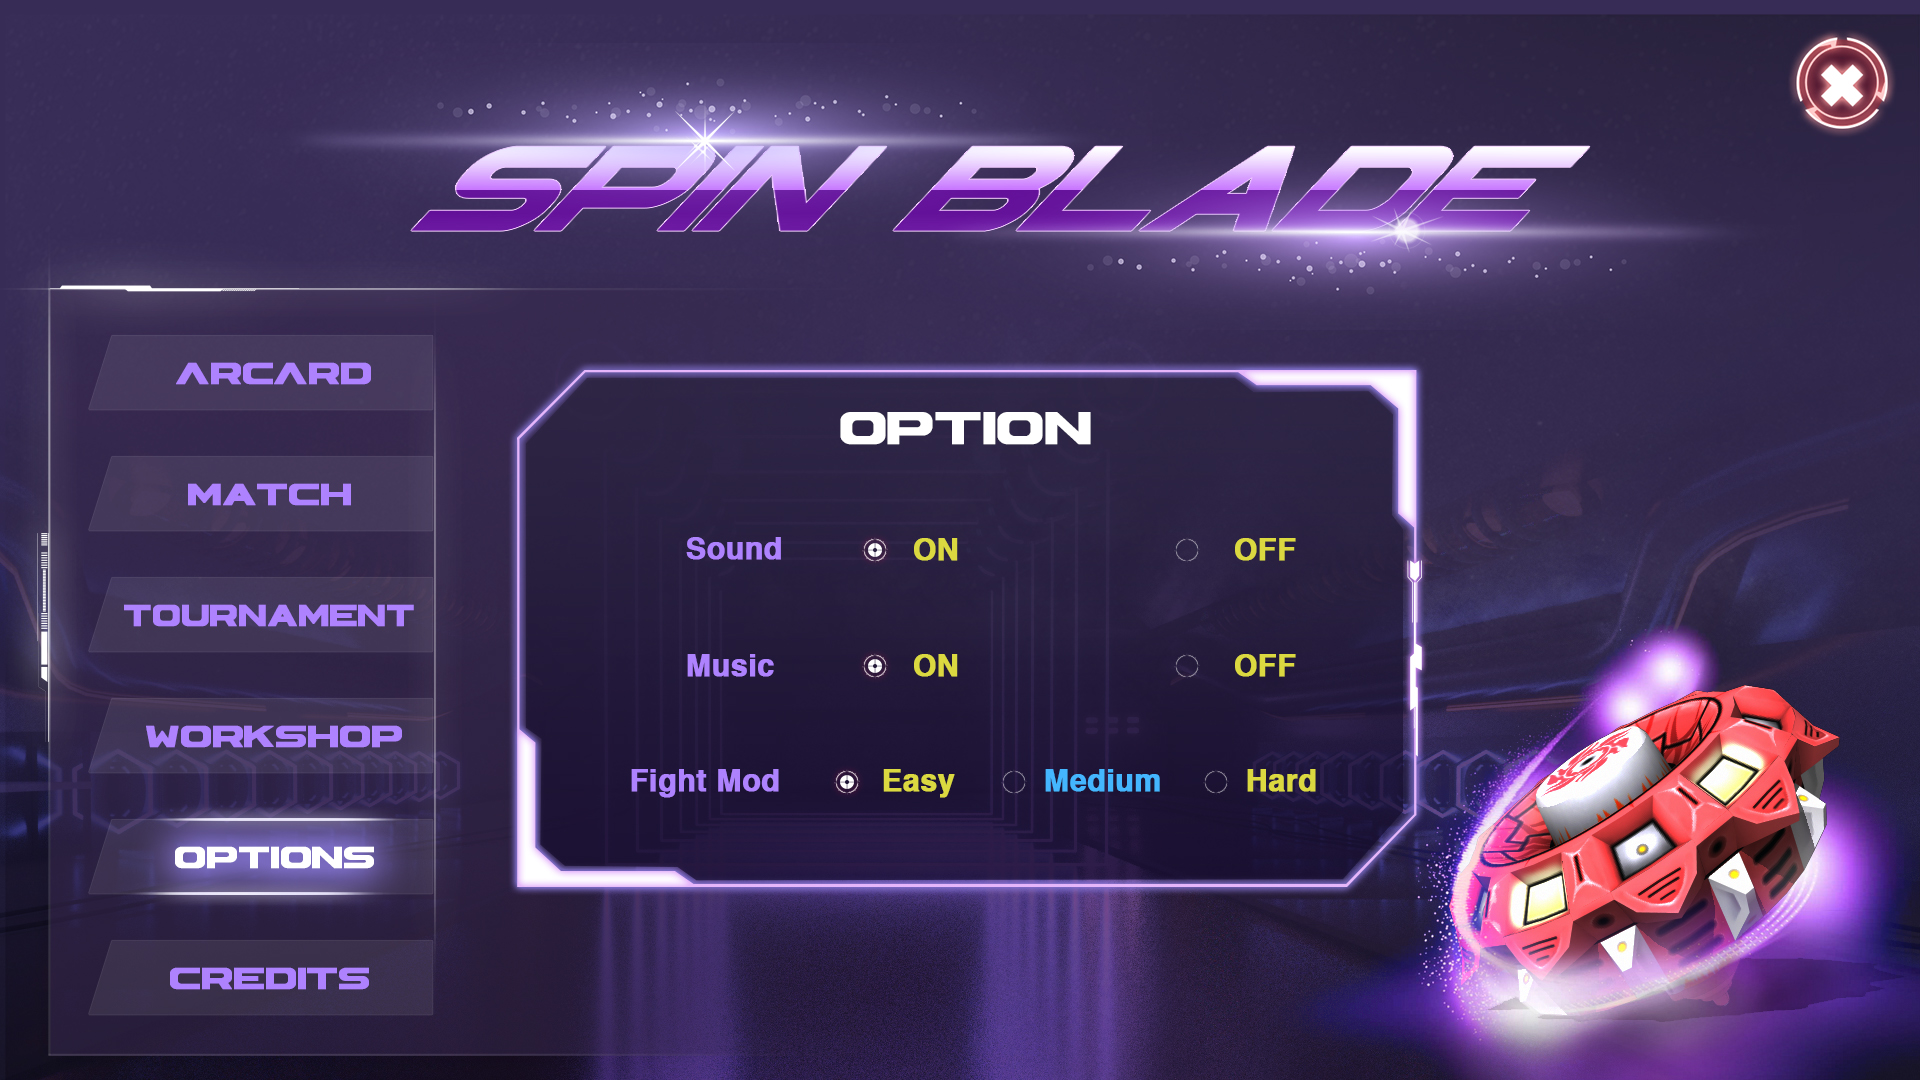 SPIN BLADE
ARCARD
MATCH
TOURNAMENT
WORKSHOP
OPTIONS
CREDITS
OPTION
Sound ON OFF
Music ON OFF
Fight Mod Easy Medium Hard